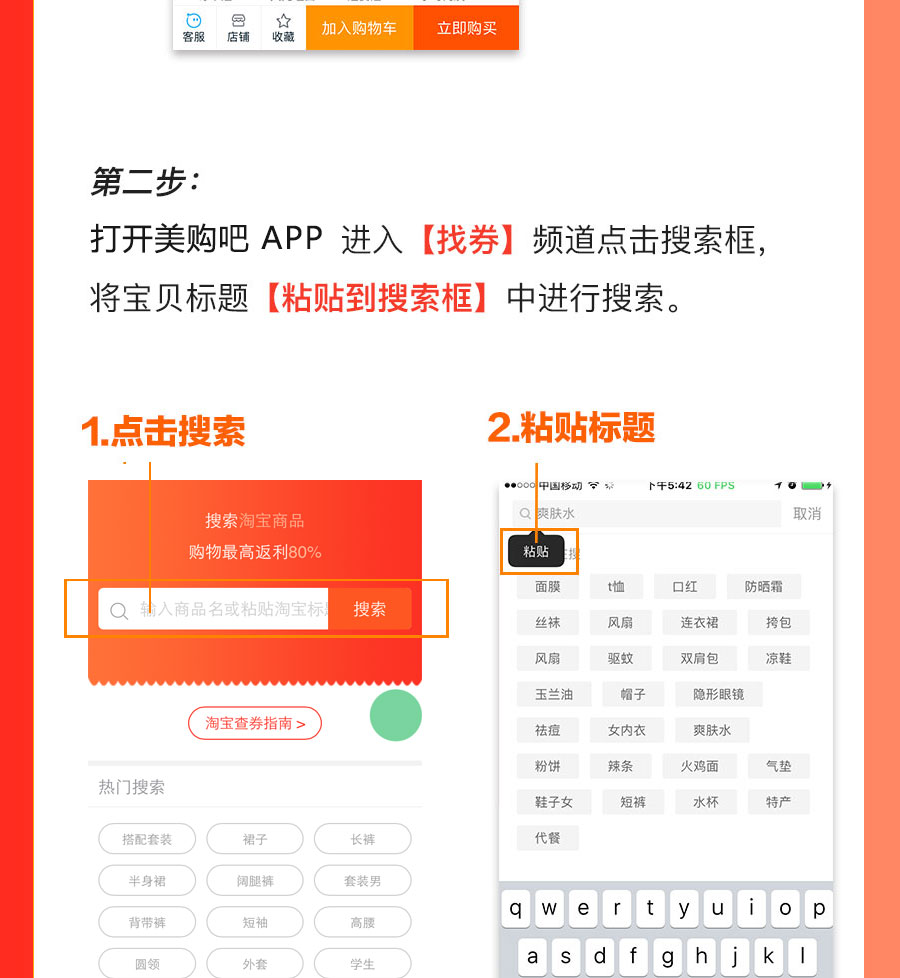 客服 店铺 收藏 加入购物车 立即购买
第二步：
打开美购吧 APP 进入【找券】频道点击搜索框，
将宝贝标题【粘贴到搜索框】中进行搜索。
1.点击搜索
搜索淘宝商品
购物最高返利80%
输入商品名或粘贴淘宝标题 搜索
淘宝查券指南 >
热门搜索
搭配套装 裙子 长裤
半身裙 阔腿裤 套装男
背带裤 短袖 高腰
圆领 外套 学生
2.粘贴标题
中国移动 下午5:42 60 FPS
爽肤水 取消
粘贴 在搜
面膜 t恤 口红 防晒霜
丝袜 风扇 连衣裙 挎包
风扇 驱蚊 双肩包 凉鞋
玉兰油 帽子 隐形眼镜
祛痘 女内衣 爽肤水
粉饼 辣条 火鸡面 气垫
鞋子女 短裤 水杯 特产
代餐
q w e r t y u i o p
a s d f g h j k l